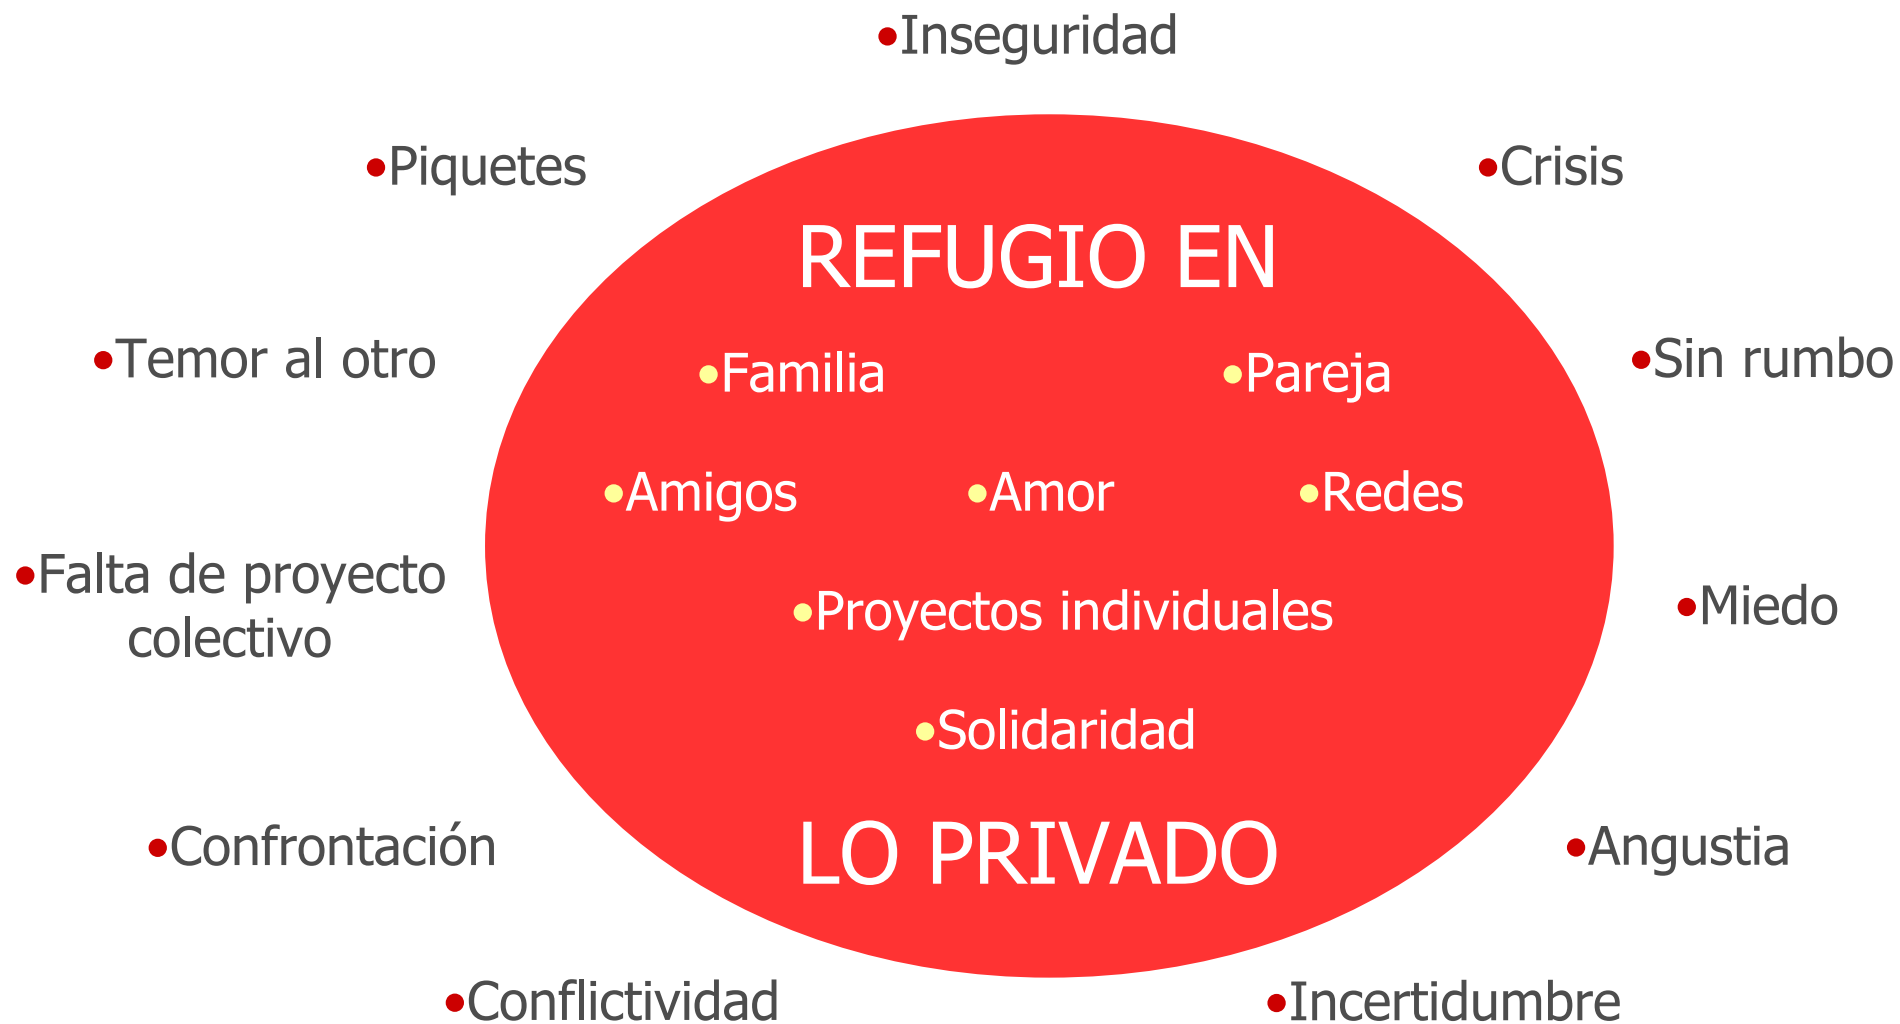 •Inseguridad
•Piquetes
•Crisis
REFUGIO EN
•Temor al otro
•Familia
•Pareja
•Sin rumbo
•Amigos
•Amor
•Redes
•Falta de proyecto
colectivo
•Proyectos individuales
•Miedo
•Solidaridad
•Confrontación
LO PRIVADO
•Angustia
•Conflictividad
•Incertidumbre